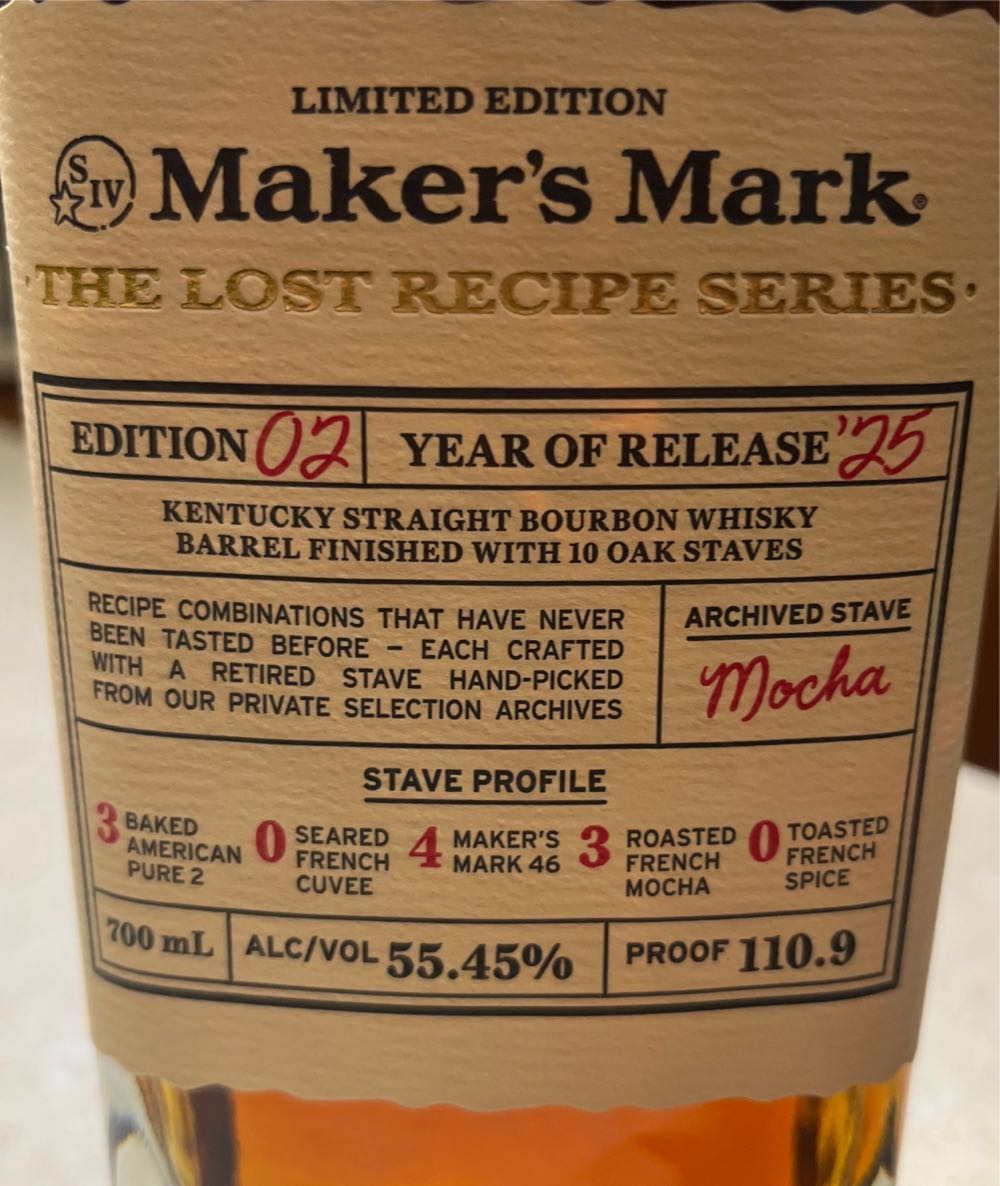 LIMITED EDITION
S IV Maker's Mark®
·THE LOST RECIPE SERIES·
EDITION 02
YEAR OF RELEASE '25
KENTUCKY STRAIGHT BOURBON WHISKY
BARREL FINISHED WITH 10 OAK STAVES
RECIPE COMBINATIONS THAT HAVE NEVER
BEEN TASTED BEFORE – EACH CRAFTED
WITH A RETIRED STAVE HAND-PICKED
FROM OUR PRIVATE SELECTION ARCHIVES
ARCHIVED STAVE
Mocha
STAVE PROFILE
3 BAKED
AMERICAN
PURE 2
0 SEARED
FRENCH
CUVEE
4 MAKER'S
MARK 46
3 ROASTED
FRENCH
MOCHA
0 TOASTED
FRENCH
SPICE
700 mL
ALC/VOL 55.45%
PROOF 110.9